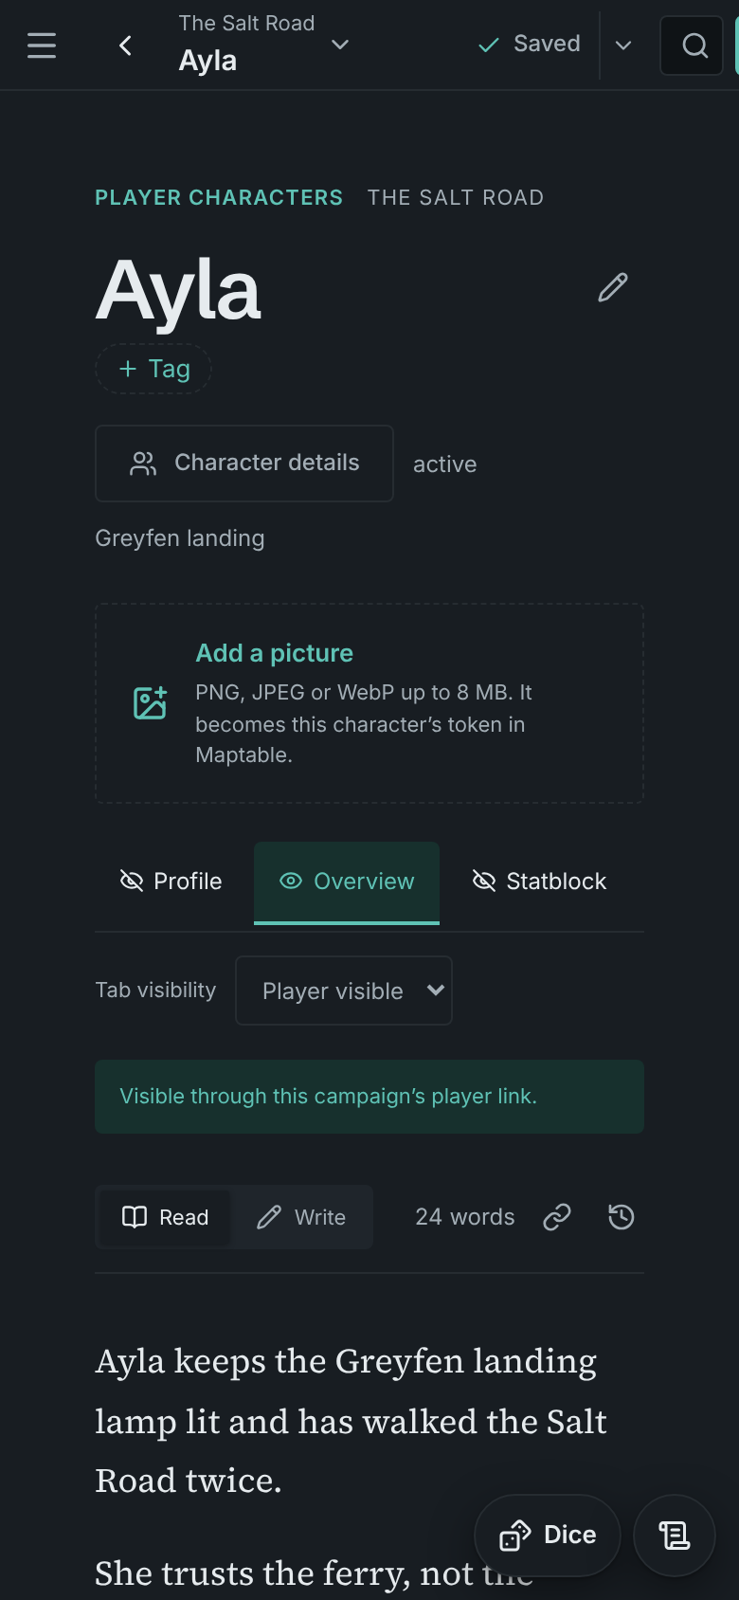 The Salt Road
Ayla
Saved
PLAYER CHARACTERS THE SALT ROAD
Ayla
+ Tag
Character details active
Greyfen landing
Add a picture
PNG, JPEG or WebP up to 8 MB. It
becomes this character’s token in
Maptable.
Profile Overview Statblock
Tab visibility Player visible
Visible through this campaign’s player link.
Read Write 24 words
Ayla keeps the Greyfen landing
lamp lit and has walked the Salt
Road twice.
Dice
She trusts the ferry, not the